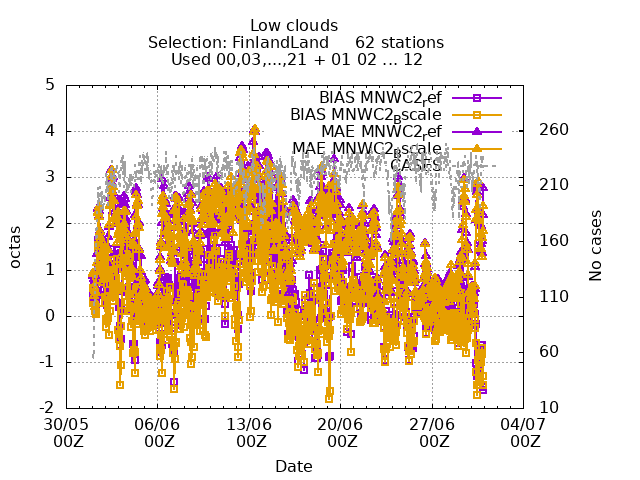 Low clouds
Selection: FinlandLand    62 stations
Used 00,03,...,21 + 01 02 ... 12
BIAS MNWC2_ref
BIAS MNWC2_Bscale
MAE MNWC2_ref
MAE MNWC2_Bscale
CASES
5
4
3
2
1
0
-1
-2
octas
260
210
160
110
60
10
No cases
30/05 06/06 13/06 20/06 27/06 04/07
00Z 00Z 00Z 00Z 00Z 00Z
Date